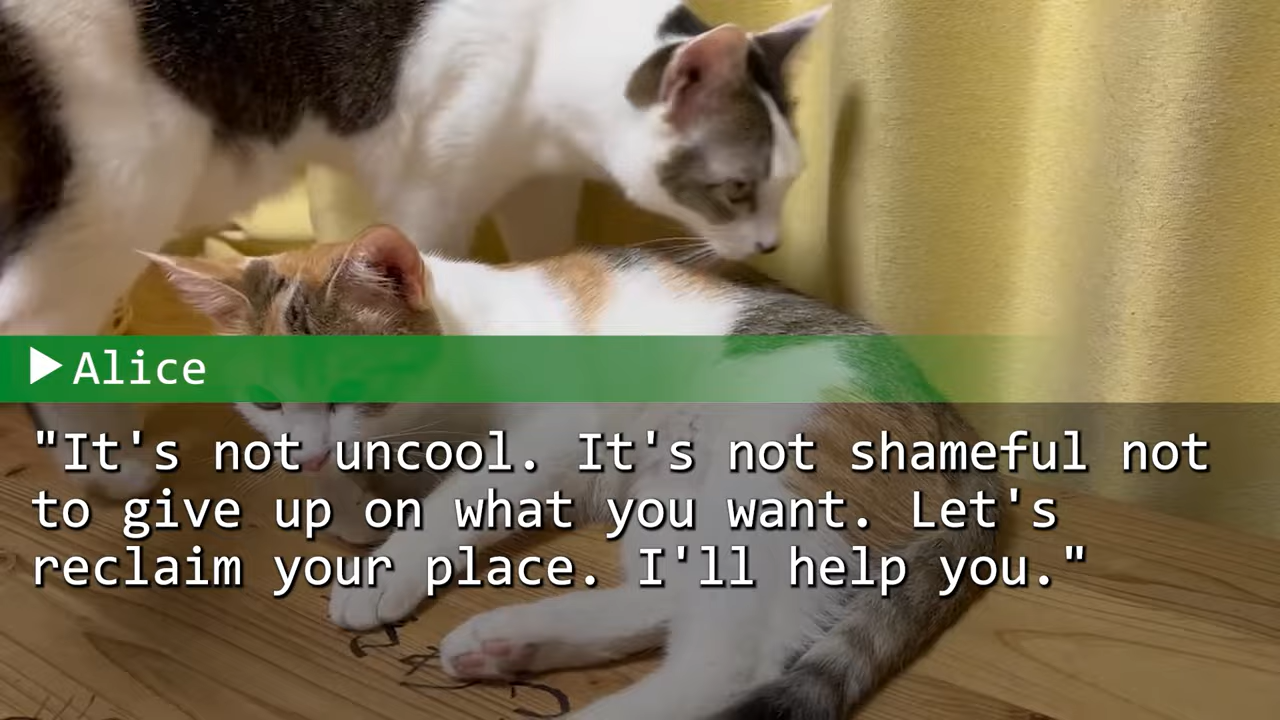 ▶Alice
"It's not uncool. It's not shameful not
to give up on what you want. Let's
reclaim your place. I'll help you."